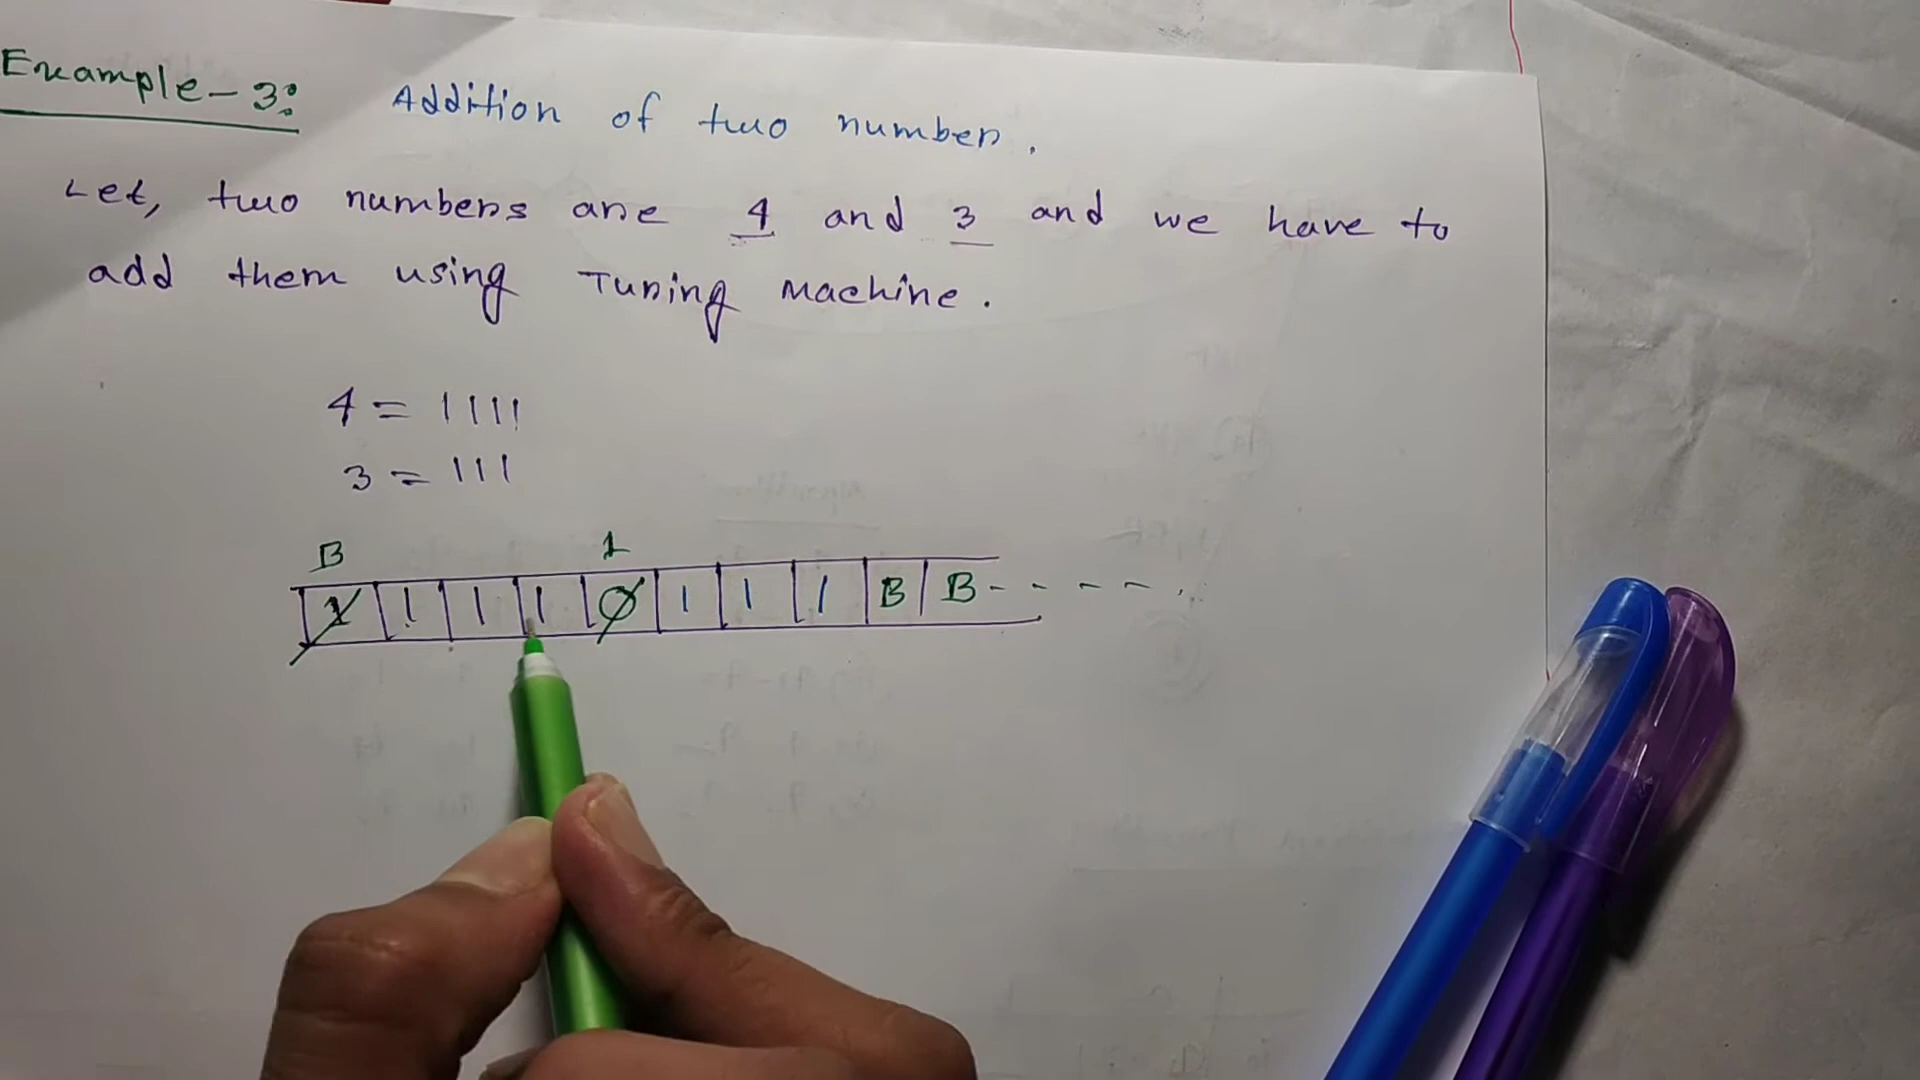 Example-3:
Addition of two number.
Let, two numbers are 4 and 3 and we have to
add them using Turing Machine.
4 = 1111
3 = 111
B 1
1 1 1 1 0 1 1 1 B B - - - - .